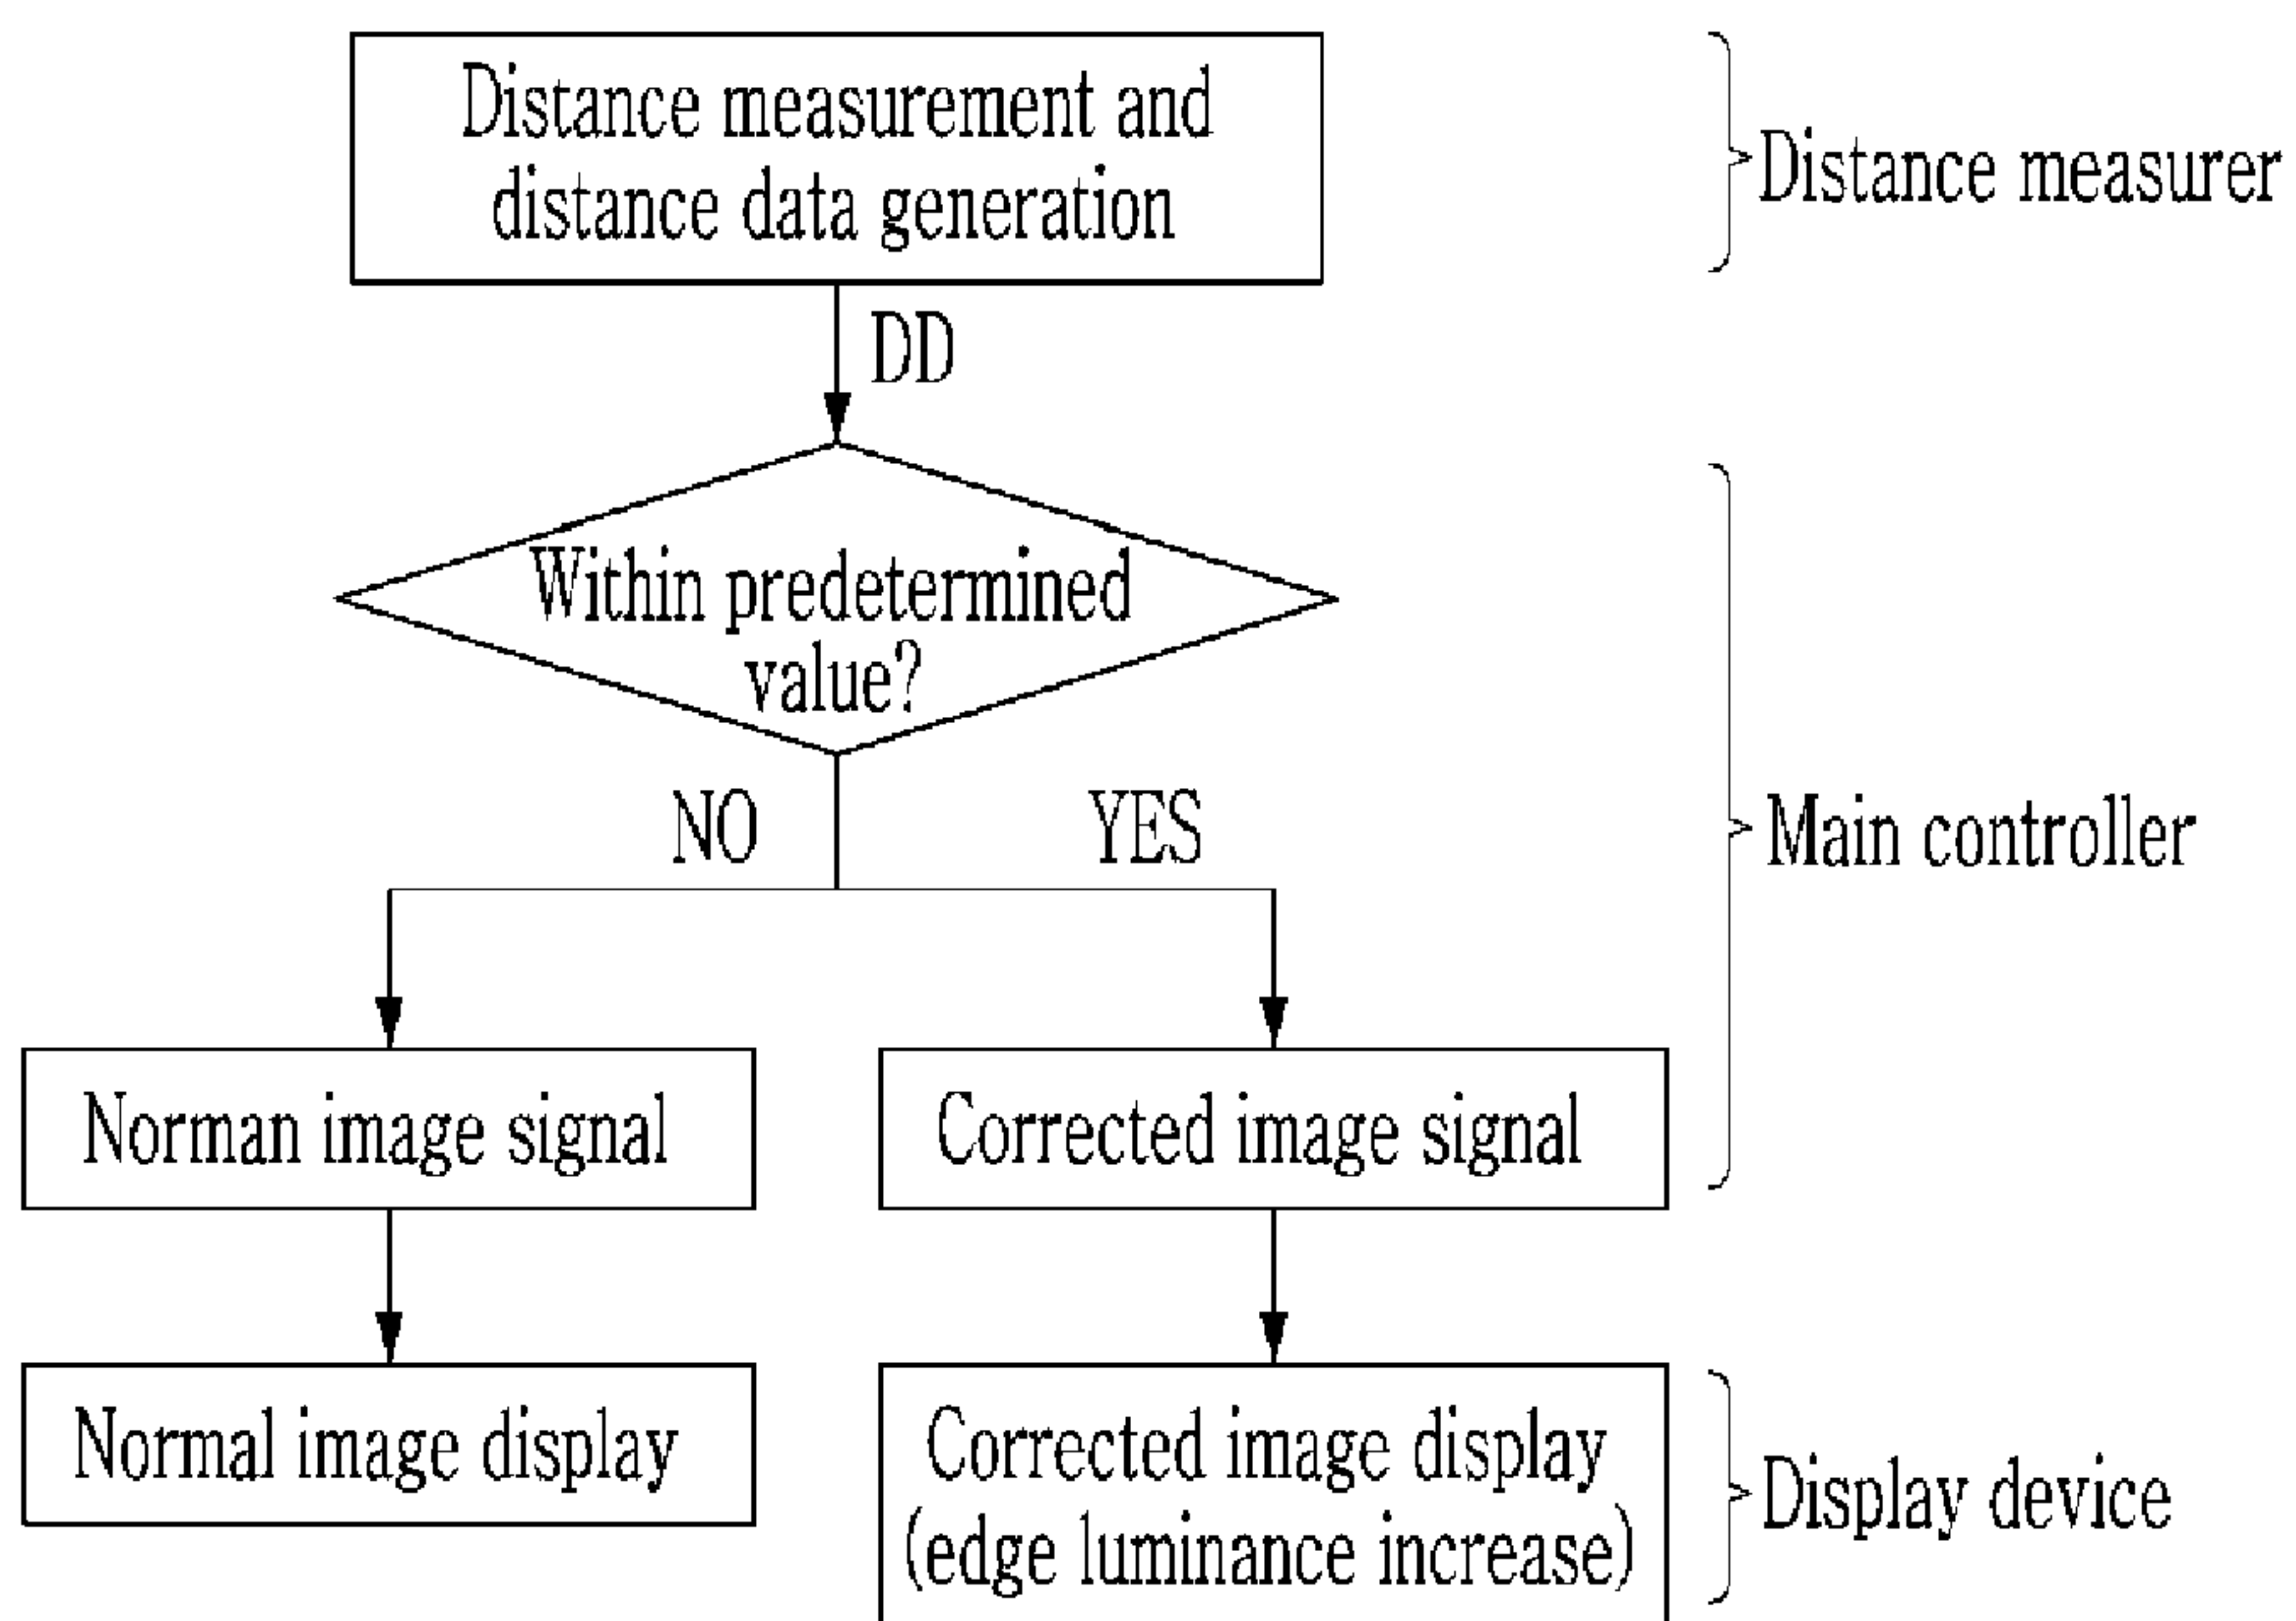 Distance measurement and
distance data generation
Distance measurer
DD
Within predetermined
value?
NO
YES
Main controller
Norman image signal
Corrected image signal
Normal image display
Corrected image display
(edge luminance increase)
Display device